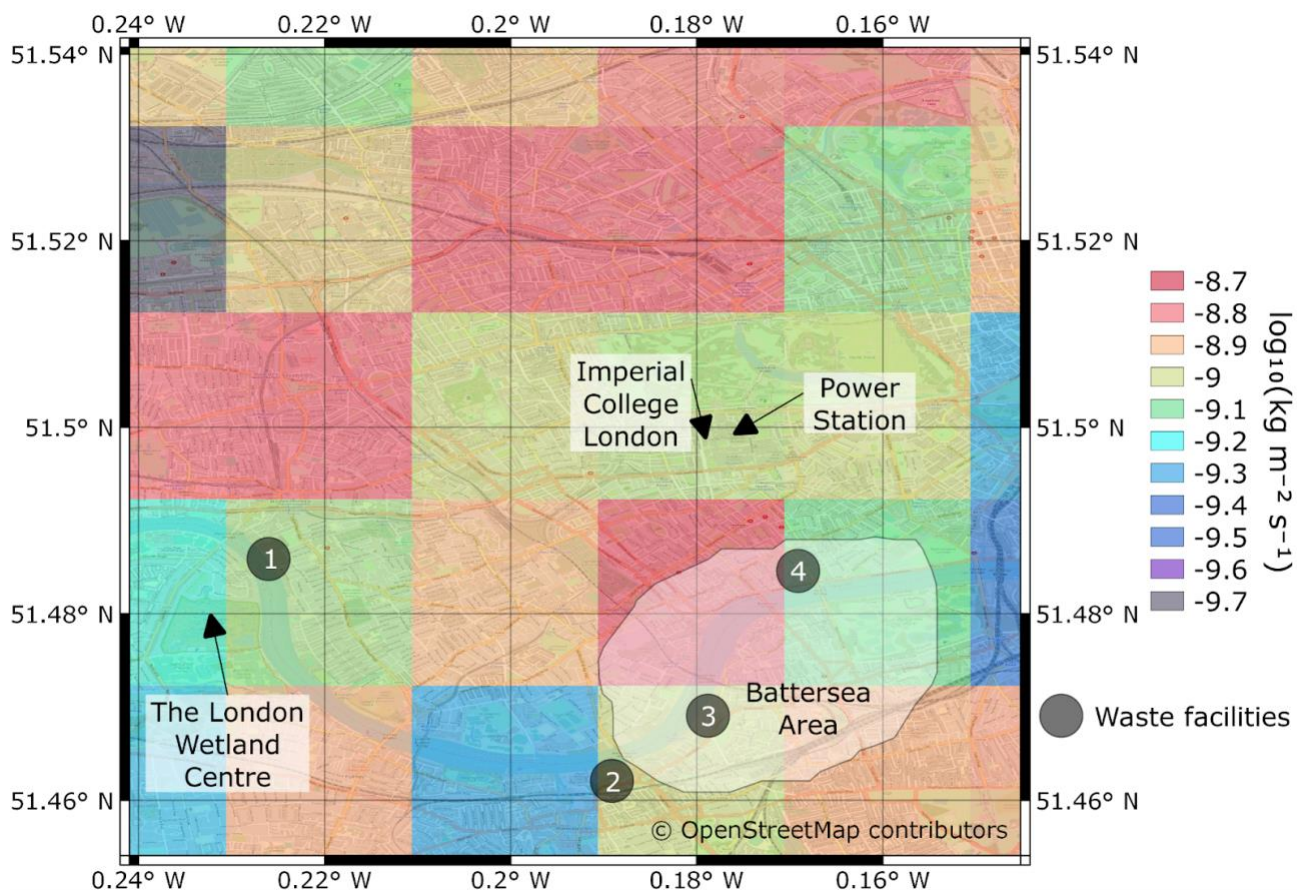 0.24° W 0.22° W 0.2° W 0.18° W 0.16° W
51.54° N 51.54° N
51.52° N 51.52° N
-8.7
-8.8
-8.9
-9
-9.1
-9.2
-9.3
-9.4
-9.5
-9.6
-9.7
log₁₀(kg m⁻² s⁻¹)
Imperial
College
London
Power
Station
51.5° N 51.5° N
1
4
51.48° N 51.48° N
The London
Wetland
Centre
3
Battersea
Area
Waste facilities
2
51.46° N 51.46° N
© OpenStreetMap contributors
0.24° W 0.22° W 0.2° W 0.18° W 0.16° W